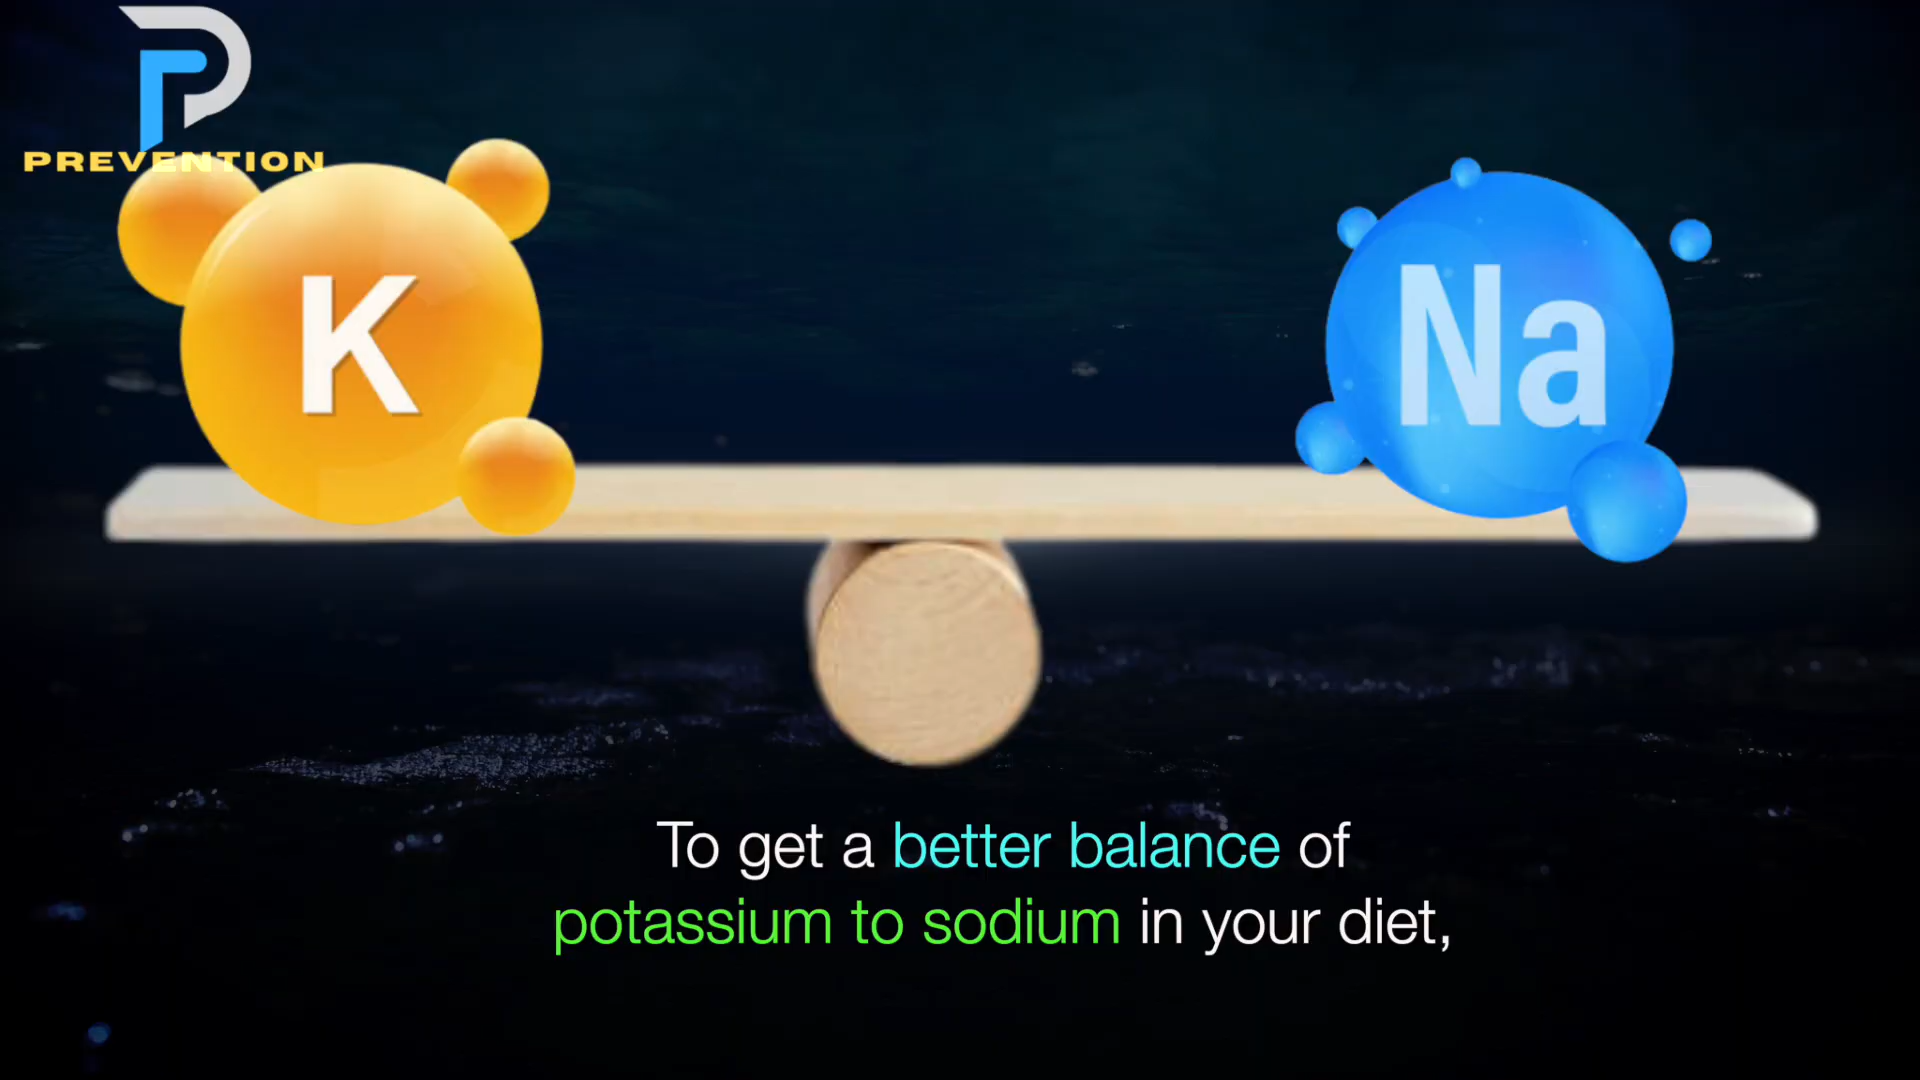 PREVENTION
K
Na
To get a better balance of
potassium to sodium in your diet,